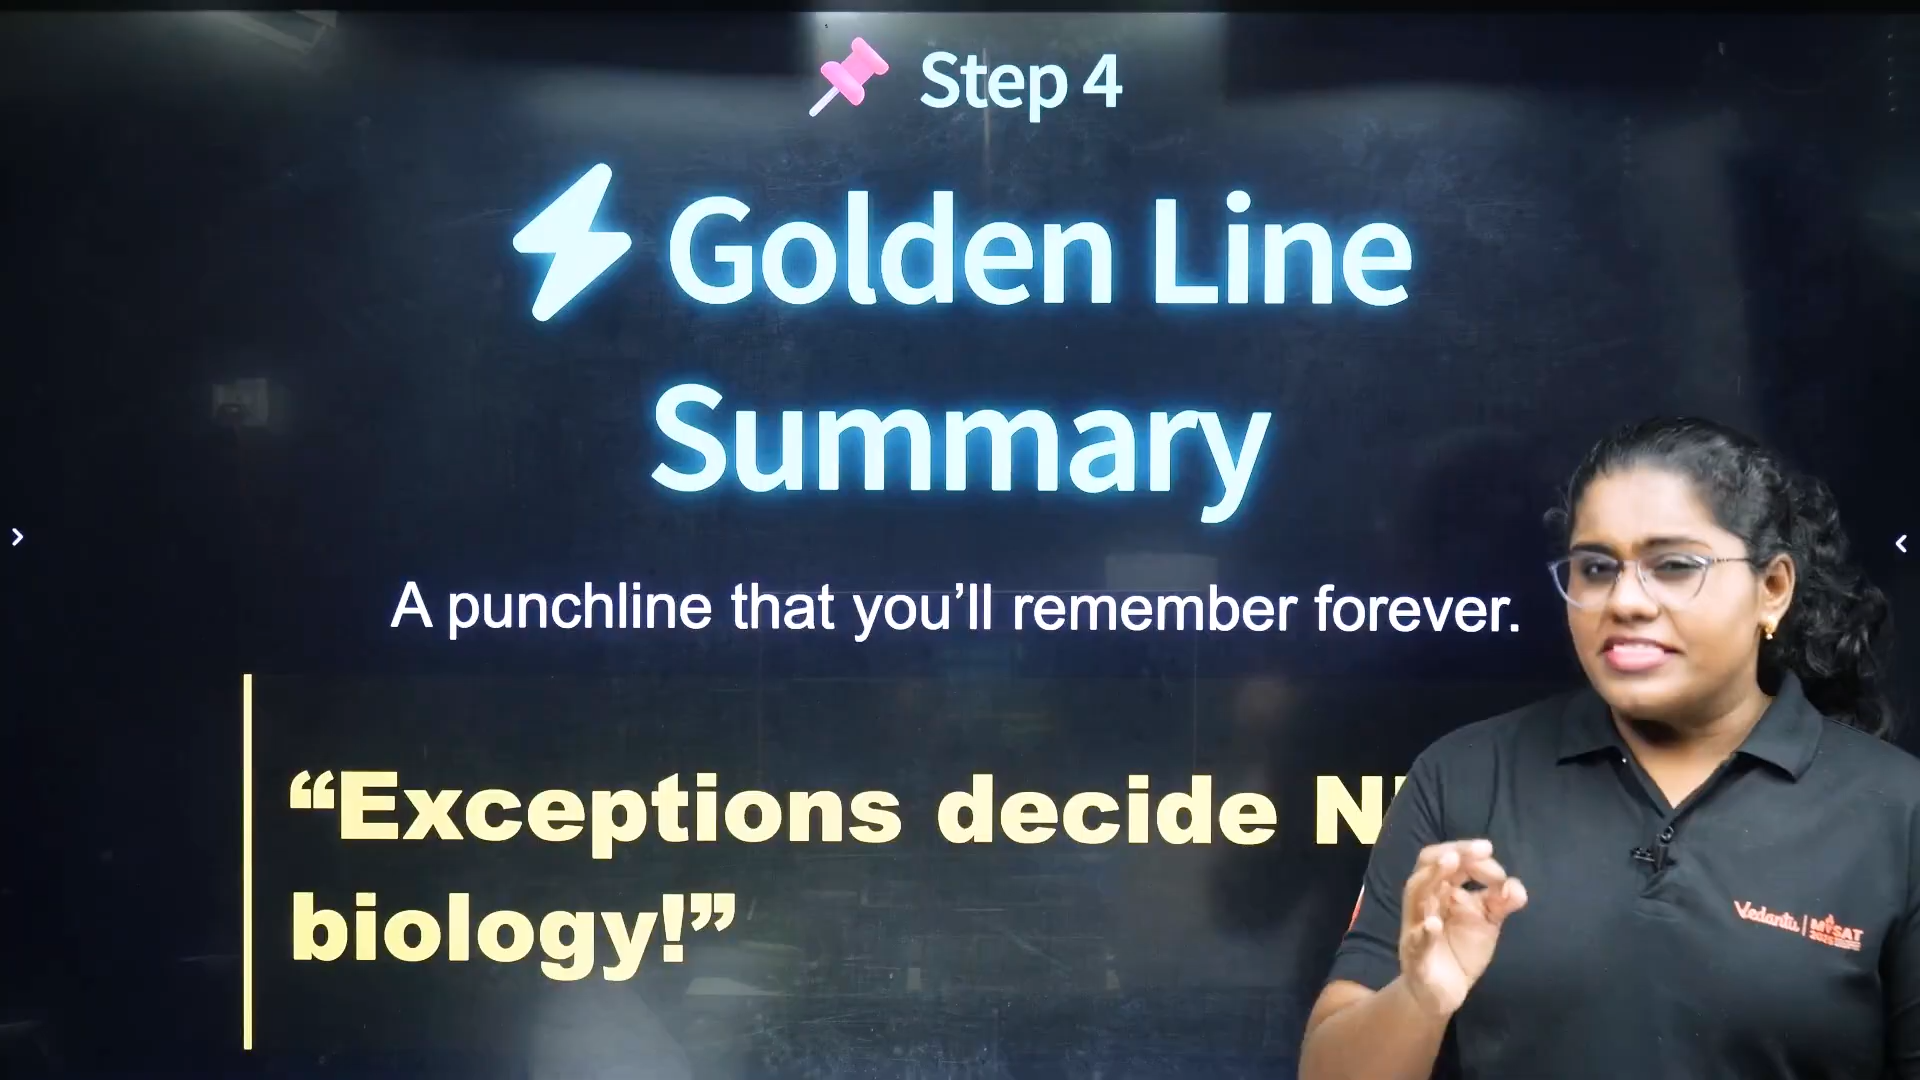 Step 4
Golden Line
Summary
A punchline that you’ll remember forever.
“Exceptions decide
biology!”
Vedantu